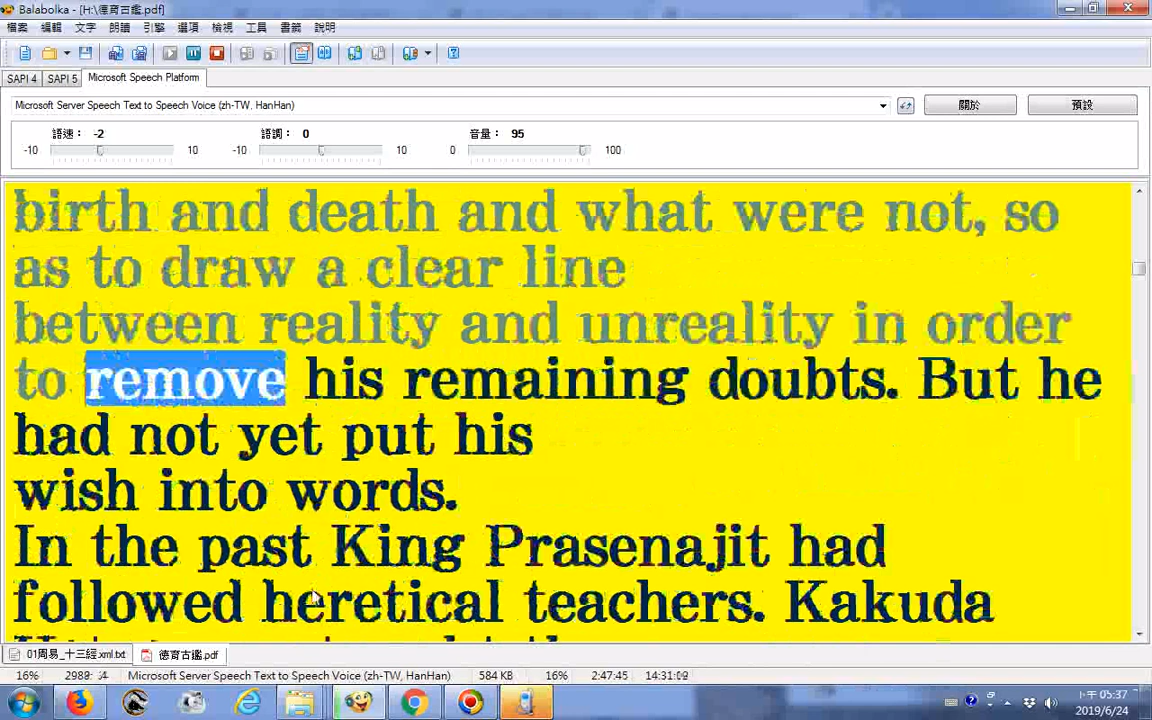 Balabolka - [H:\德育古鑑.pdf]
檔案 編輯 文字 朗讀 引擎 選項 檢視 工具 書籤 說明
SAPI 4 SAPI 5 Microsoft Speech Platform
Microsoft Server Speech Text to Speech Voice (zh-TW, HanHan) 關於 預設
語速: -2 語調: 0 音量: 95
-10 10 -10 10 0 100
birth and death and what were not, so
as to draw a clear line
between reality and unreality in order
to remove his remaining doubts. But he
had not yet put his
wish into words.
In the past King Prasenajit had
followed heretical teachers. Kakuda
01周易_十三經.xml.txt 德育古鑑.pdf
16% Microsoft Server Speech Text to Speech Voice (zh-TW, HanHan) 584 KB 16% 2:47:45 14:31:09
下午 05:37
2019/6/24